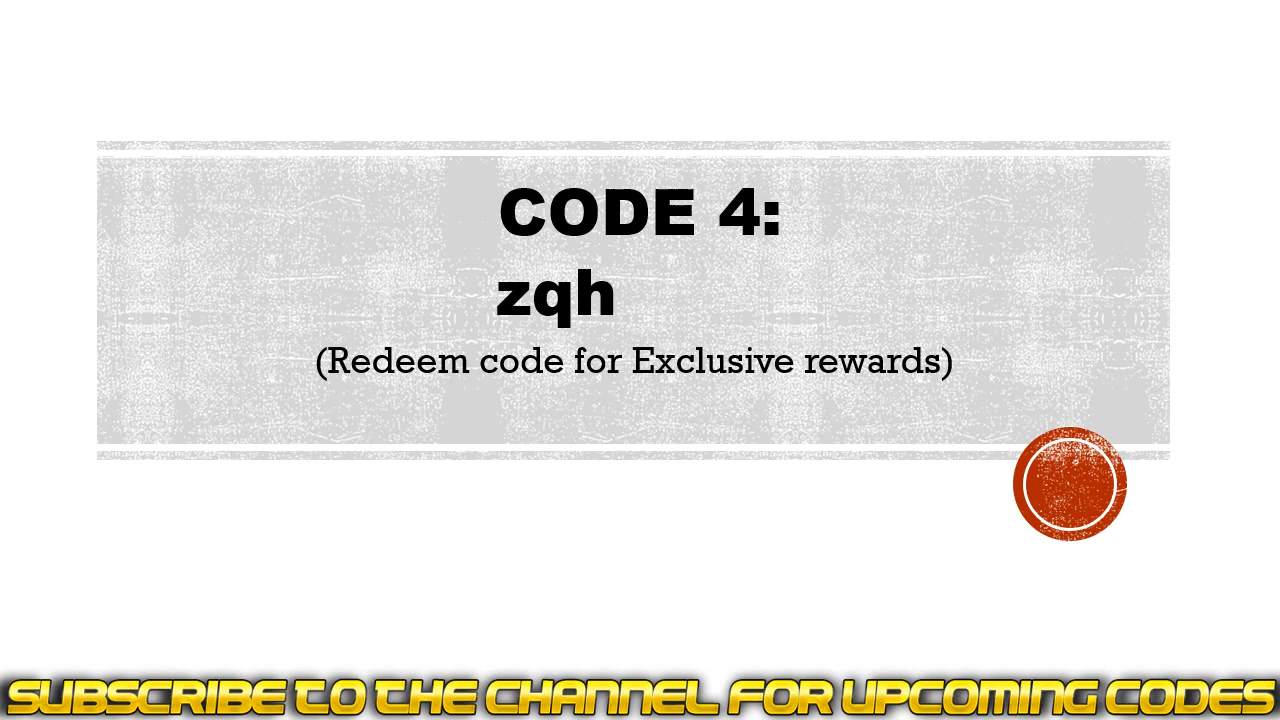 CODE 4:
zqh
(Redeem code for Exclusive rewards)
SUBSCRIBE TO THE CHANNEL FOR UPCOMING CODES